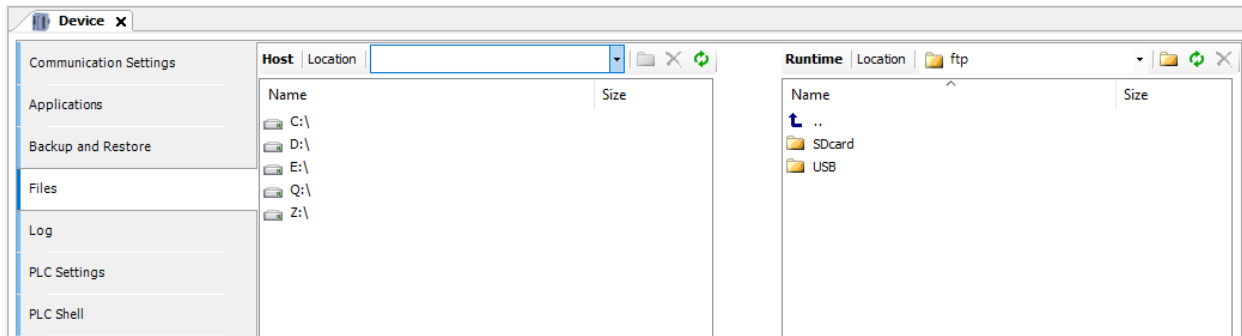 Device X
Communication Settings
Applications
Backup and Restore
Files
Log
PLC Settings
PLC Shell
Host Location
Name Size
C:\
D:\
E:\
Q:\
Z:\
Runtime Location ftp
Name Size
..
SDcard
USB